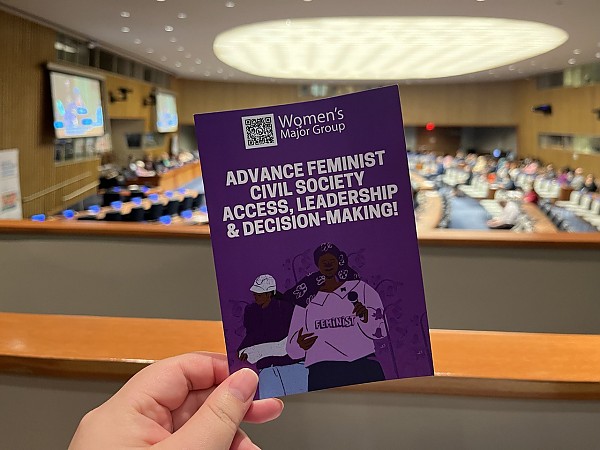 Women's
Major Group
ADVANCE FEMINIST
CIVIL SOCIETY
ACCESS, LEADERSHIP
& DECISION-MAKING!
FEMINIST